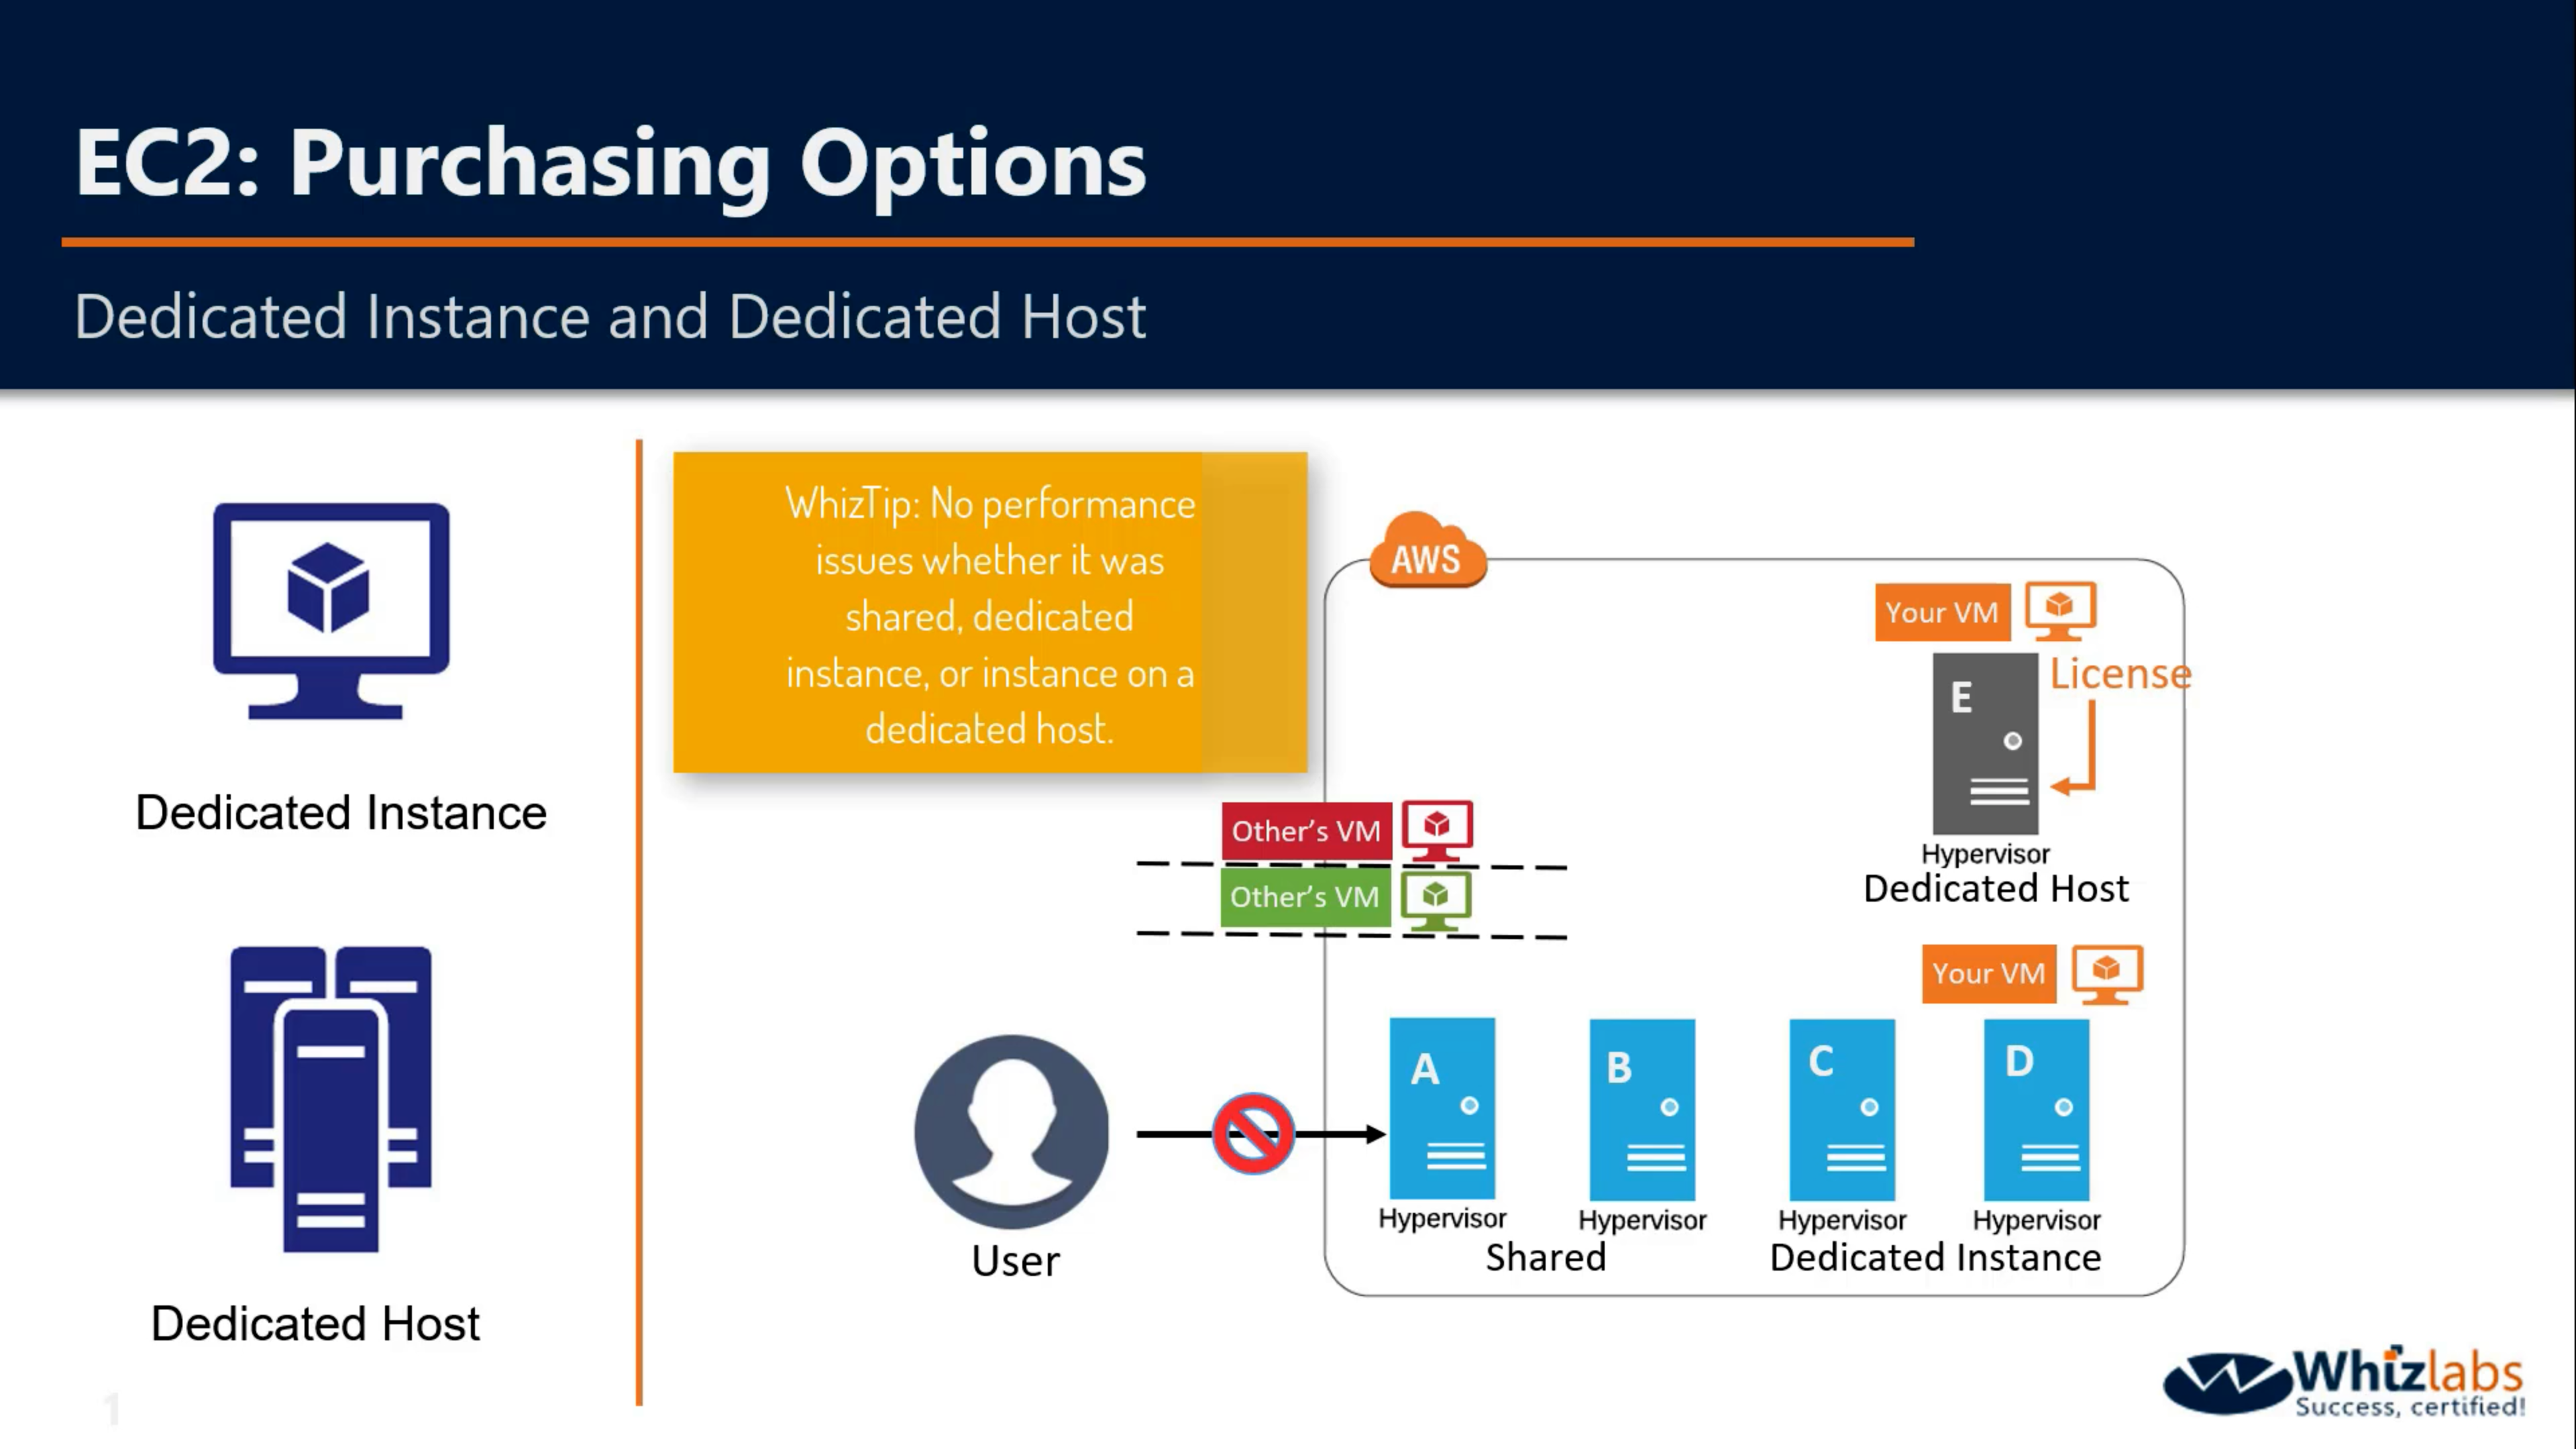 EC2: Purchasing Options
Dedicated Instance and Dedicated Host
Dedicated Instance
Dedicated Host
WhizTip: No performance
issues whether it was
shared, dedicated
instance, or instance on a
dedicated host.
AWS
Your VM
License
E
Hypervisor
Dedicated Host
Other's VM
Other's VM
Your VM
A
B
C
D
Hypervisor
Hypervisor
Hypervisor
Hypervisor
Shared
Dedicated Instance
User
1
Whizlabs
Success, certified!